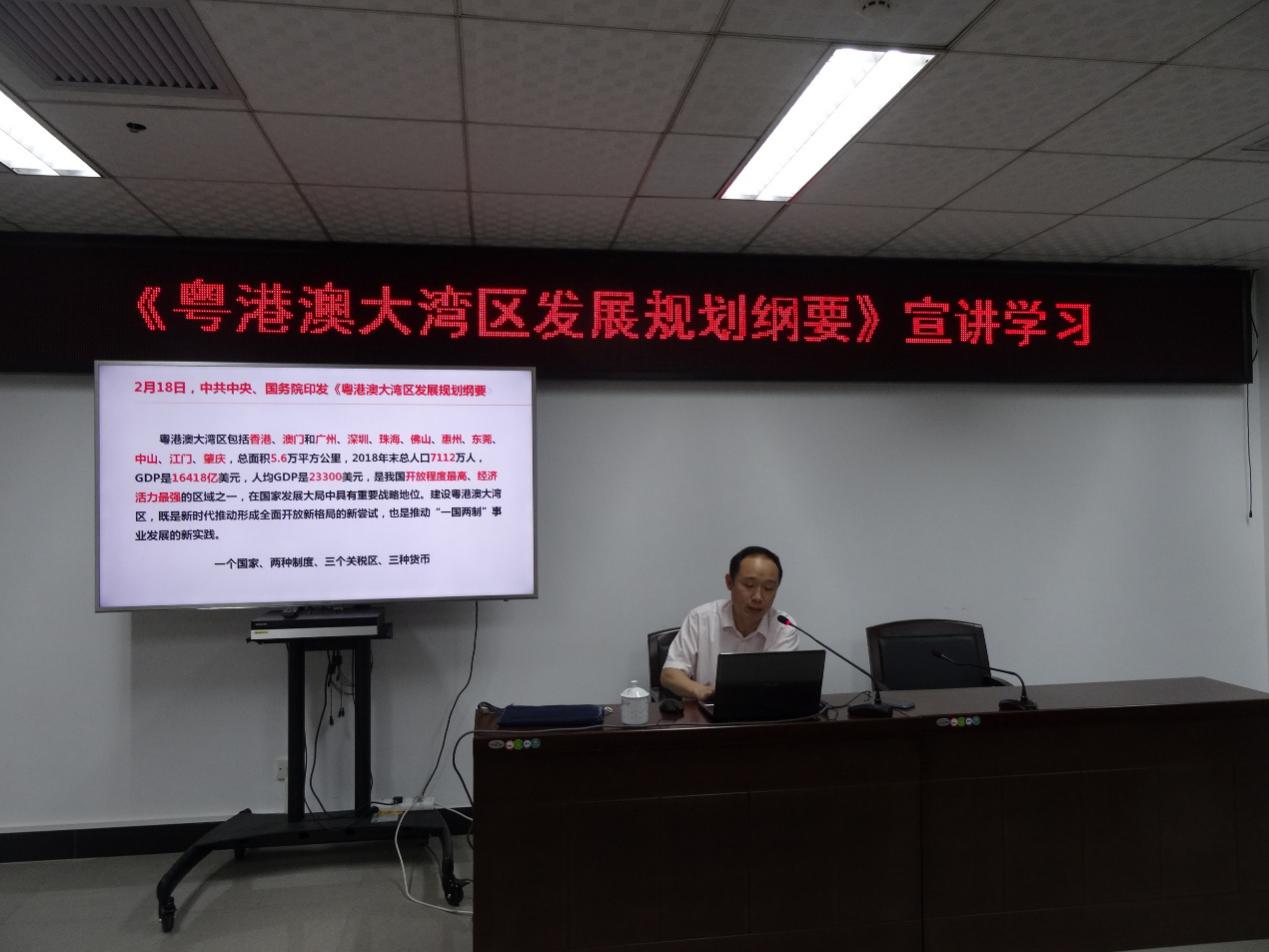 《粤港澳大湾区发展规划纲要》宣讲学习
2月18日，中共中央、国务院印发《粤港澳大湾区发展规划纲要
粤港澳大湾区包括香港、澳门和广州、深圳、珠海、佛山、惠州、东莞、
中山、江门、肇庆，总面积5.6万平方公里，2018年末总人口7112万人，
GDP是16418亿美元，人均GDP是23300美元，是我国开放程度最高、经济
活力最强的区域之一，在国家发展大局中具有重要战略地位。建设粤港澳大湾
区，既是新时代推动形成全面开放新格局的新尝试，也是推动“一国两制”事
业发展的新实践。
一个国家、两种制度、三个关税区、三种货币